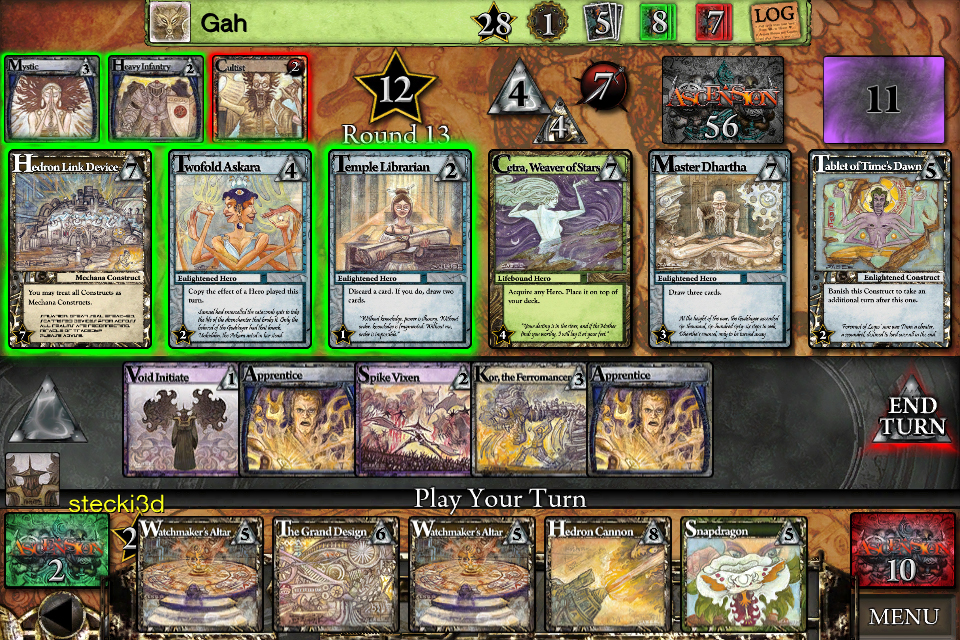 Gah
28
1
5
8
7
LOG
Mystic 3
Heavy Infantry 2
Cultist 2
12
Round 13
4
4
7
ASCENSION
56
11
Hedron Link Device 7
Mechana Construct
You may treat all Constructs as
Mechana Constructs.
7
Twofold Askara 4
Enlightened Hero
Copy the effect of a Hero played this
turn.
2
Temple Librarian 2
Enlightened Hero
Discard a card. If you do, draw two
cards.
1
Cetra, Weaver of Stars 7
Lifebound Hero
Acquire any Hero. Place it on top of
your deck.
4
Master Dhartha 7
Enlightened Hero
Draw three cards.
3
Tablet of Time's Dawn 5
Enlightened Construct
Banish this Construct to take an
additional turn after this one.
2
Void Initiate 1
Apprentice
Spike Vixen 2
Kor, the Ferromancer 3
Apprentice
END
TURN
stecki3d
Play Your Turn
ASCENSION
2
2
Watchmaker's Altar 5
The Grand Design 6
Watchmaker's Altar 5
Hedron Cannon 8
Snapdragon 5
ASCENSION
10
MENU